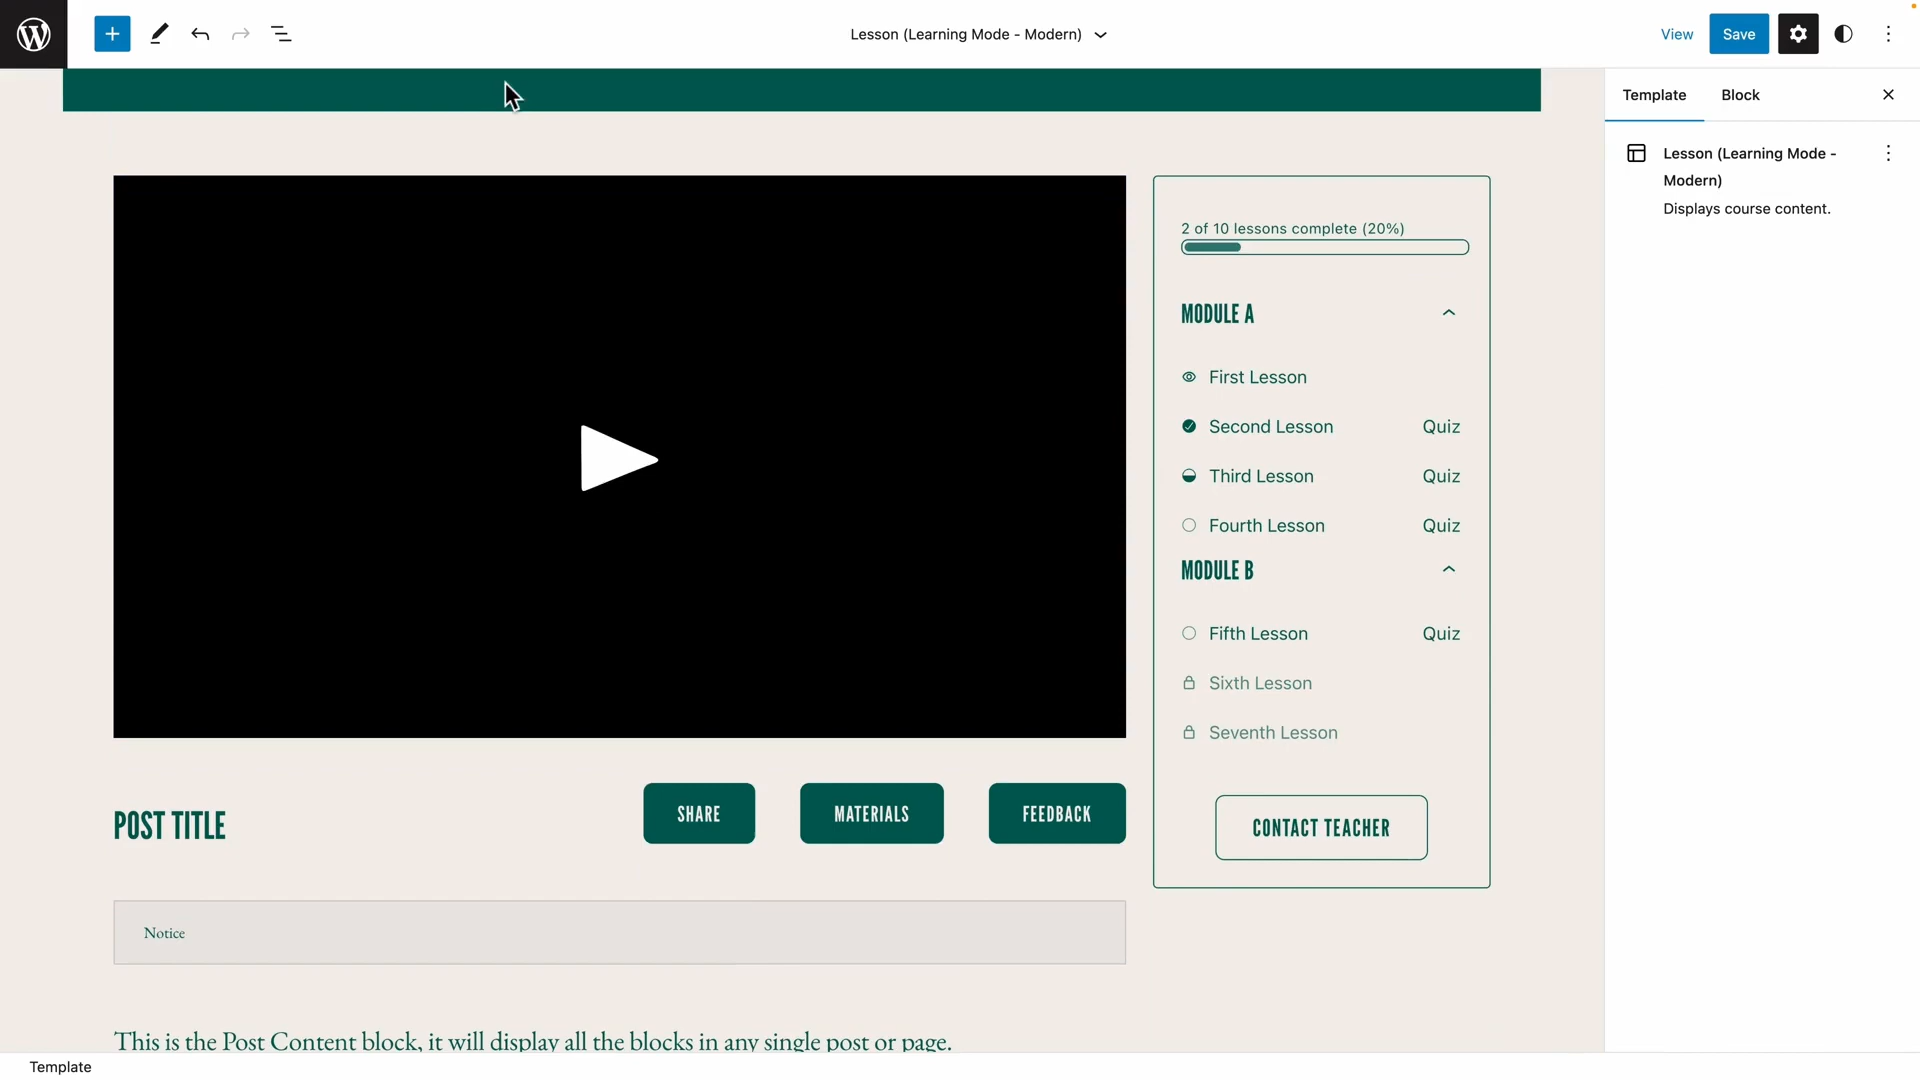 Lesson (Learning Mode - Modern)
View
Save
Template
Block
Lesson (Learning Mode -
Modern)
Displays course content.
2 of 10 lessons complete (20%)
MODULE A
First Lesson
Second Lesson Quiz
Third Lesson Quiz
Fourth Lesson Quiz
MODULE B
Fifth Lesson Quiz
Sixth Lesson
Seventh Lesson
CONTACT TEACHER
POST TITLE
SHARE
MATERIALS
FEEDBACK
Notice
This is the Post Content block, it will display all the blocks in any single post or page.
Template